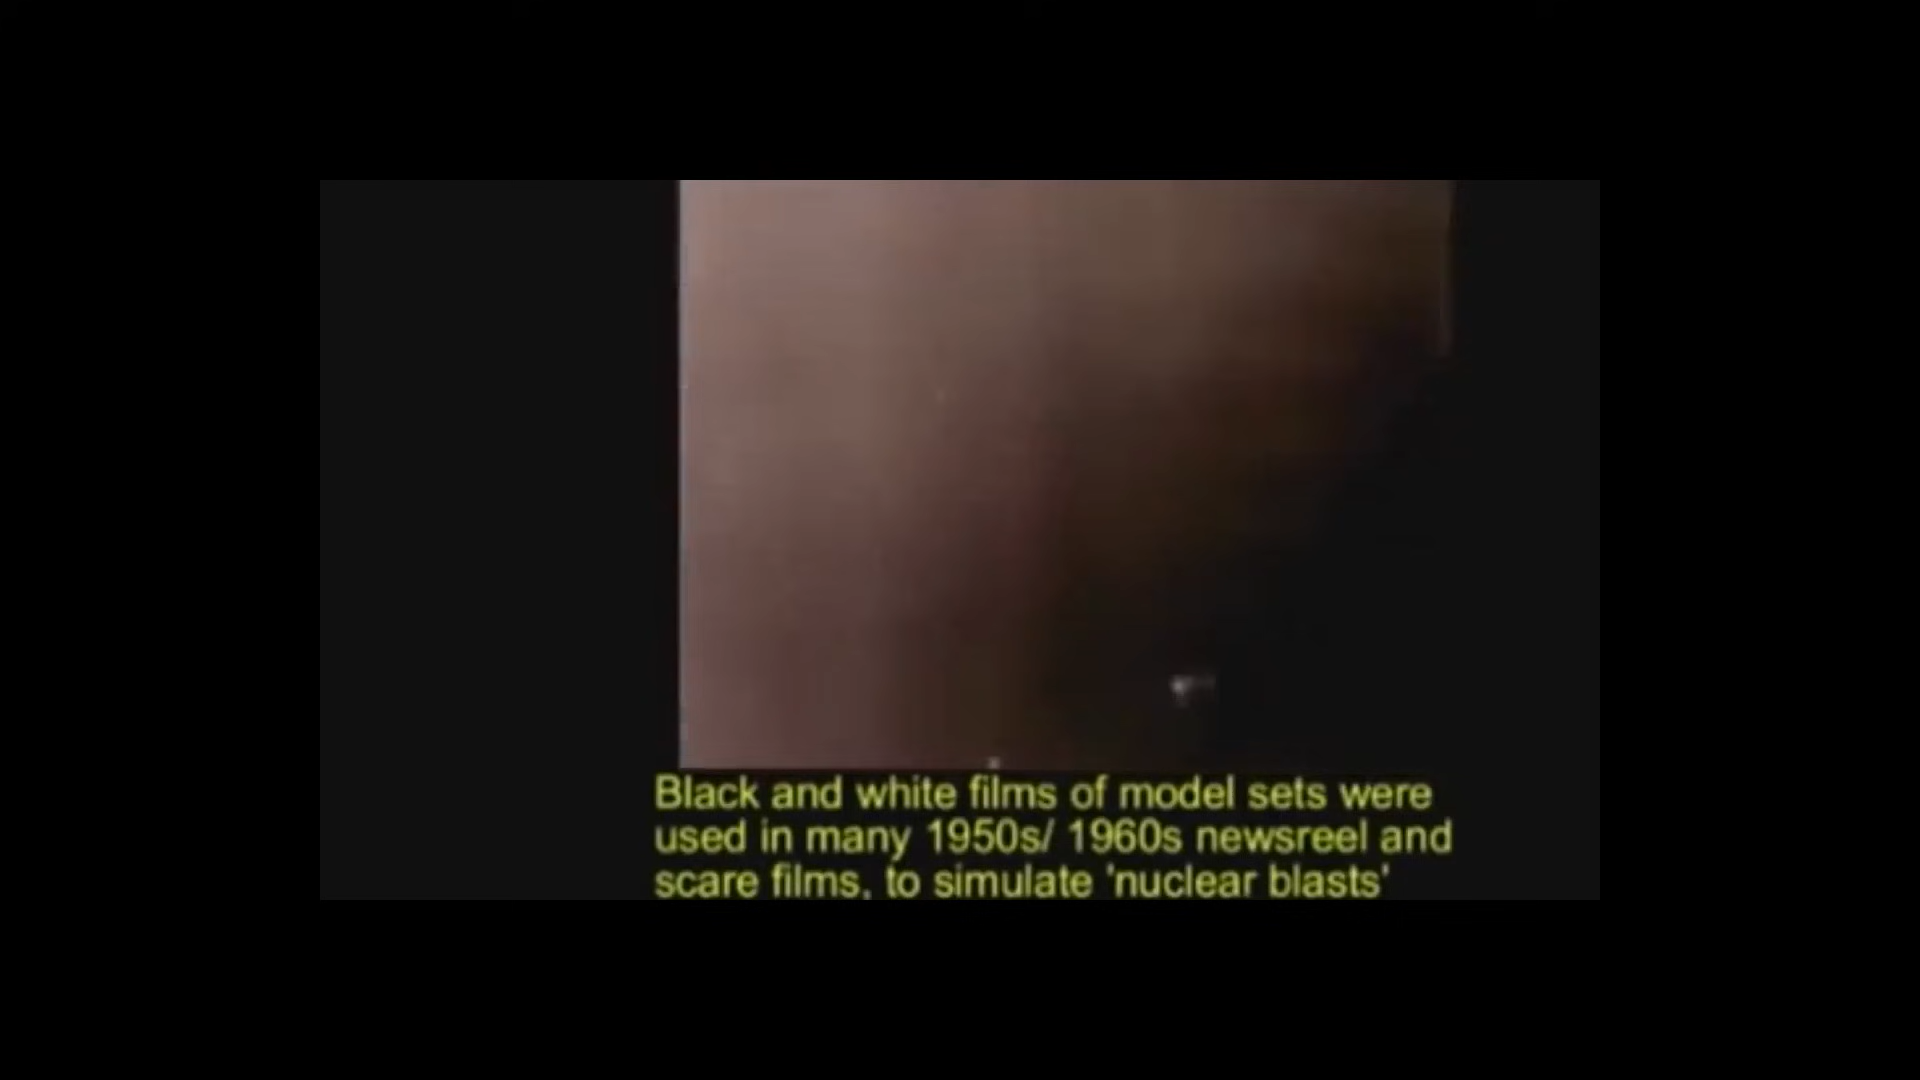 Black and white films of model sets were
used in many 1950s/ 1960s newsreel and
scare films, to simulate 'nuclear blasts'